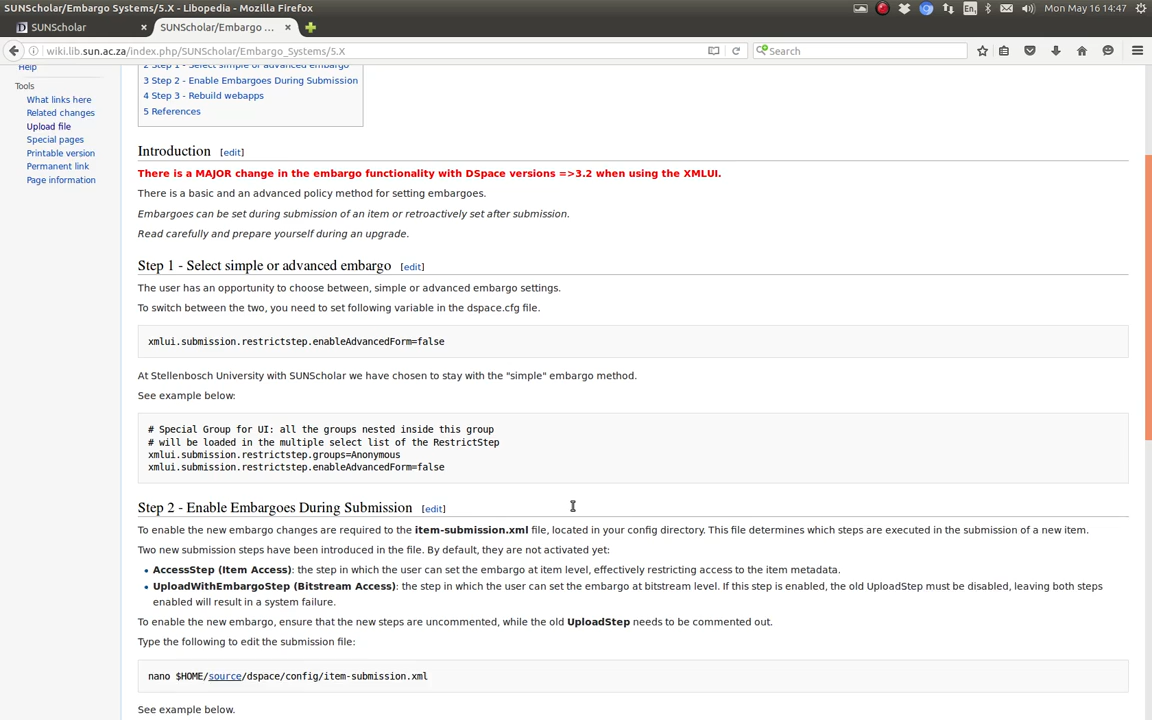 SUNScholar/Embargo Systems/5.X - Libopedia - Mozilla Firefox
En
Mon May 16 14:47
SUNScholar
SUNScholar/Embargo ...
wiki.lib.sun.ac.za/index.php/SUNScholar/Embargo_Systems/5.X
Search
Help
Tools
What links here
Related changes
Upload file
Special pages
Printable version
Permanent link
Page information
2 Step 1 - Select simple or advanced embargo
3 Step 2 - Enable Embargoes During Submission
4 Step 3 - Rebuild webapps
5 References
Introduction [edit]
There is a MAJOR change in the embargo functionality with DSpace versions =>3.2 when using the XMLUI.
There is a basic and an advanced policy method for setting embargoes.
Embargoes can be set during submission of an item or retroactively set after submission.
Read carefully and prepare yourself during an upgrade.
Step 1 - Select simple or advanced embargo [edit]
The user has an opportunity to choose between, simple or advanced embargo settings.
To switch between the two, you need to set following variable in the dspace.cfg file.
xmlui.submission.restrictstep.enableAdvancedForm=false
At Stellenbosch University with SUNScholar we have chosen to stay with the "simple" embargo method.
See example below:
# Special Group for UI: all the groups nested inside this group
# will be loaded in the multiple select list of the RestrictStep
xmlui.submission.restrictstep.groups=Anonymous
xmlui.submission.restrictstep.enableAdvancedForm=false
Step 2 - Enable Embargoes During Submission [edit]
To enable the new embargo changes are required to the item-submission.xml file, located in your config directory. This file determines which steps are executed in the submission of a new item.
Two new submission steps have been introduced in the file. By default, they are not activated yet:
• AccessStep (Item Access): the step in which the user can set the embargo at item level, effectively restricting access to the item metadata.
• UploadWithEmbargoStep (Bitstream Access): the step in which the user can set the embargo at bitstream level. If this step is enabled, the old UploadStep must be disabled, leaving both steps
enabled will result in a system failure.
To enable the new embargo, ensure that the new steps are uncommented, while the old UploadStep needs to be commented out.
Type the following to edit the submission file:
nano $HOME/source/dspace/config/item-submission.xml
See example below.